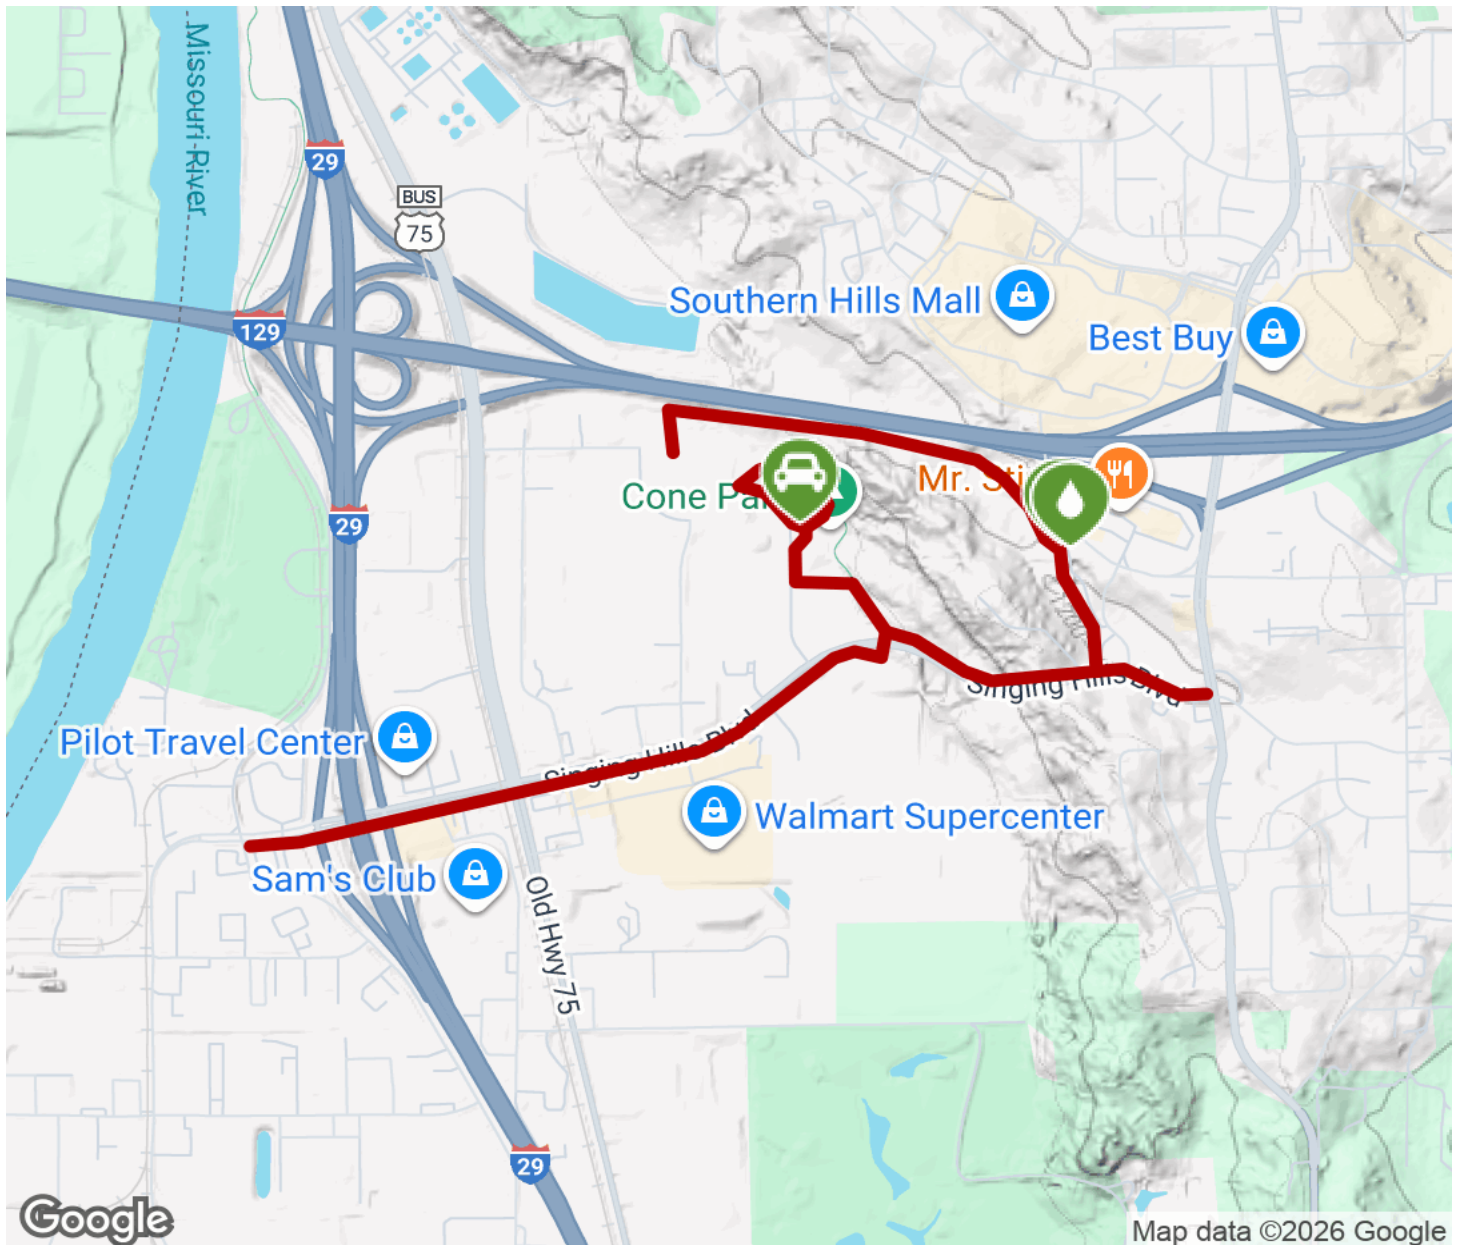 Missouri River
29
BUS
75
129
Southern Hills Mall
Best Buy
Mr. Sti
Cone Pa
29
Singing Hills Blvd
Pilot Travel Center
Singing Hills Blvd
Walmart Supercenter
Sam's Club
Old Hwy 75
29
Google
Map data ©2026 Google